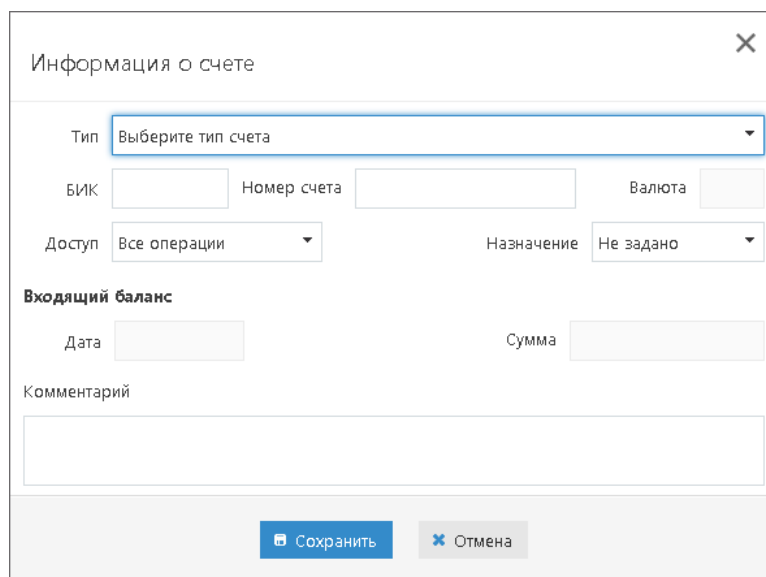 Информация о счете
Тип Выберите тип счета
БИК Номер счета Валюта
Доступ Все операции Назначение Не задано
Входящий баланс
Дата Сумма
Комментарий
Сохранить Отмена